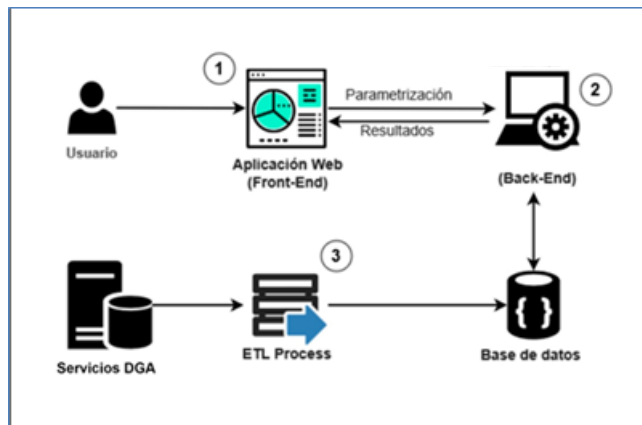 1
Parametrización
2
Resultados
Usuario
Aplicación Web
(Front-End)
(Back-End)
3
{ }
Servicios DGA
ETL Process
Base de datos